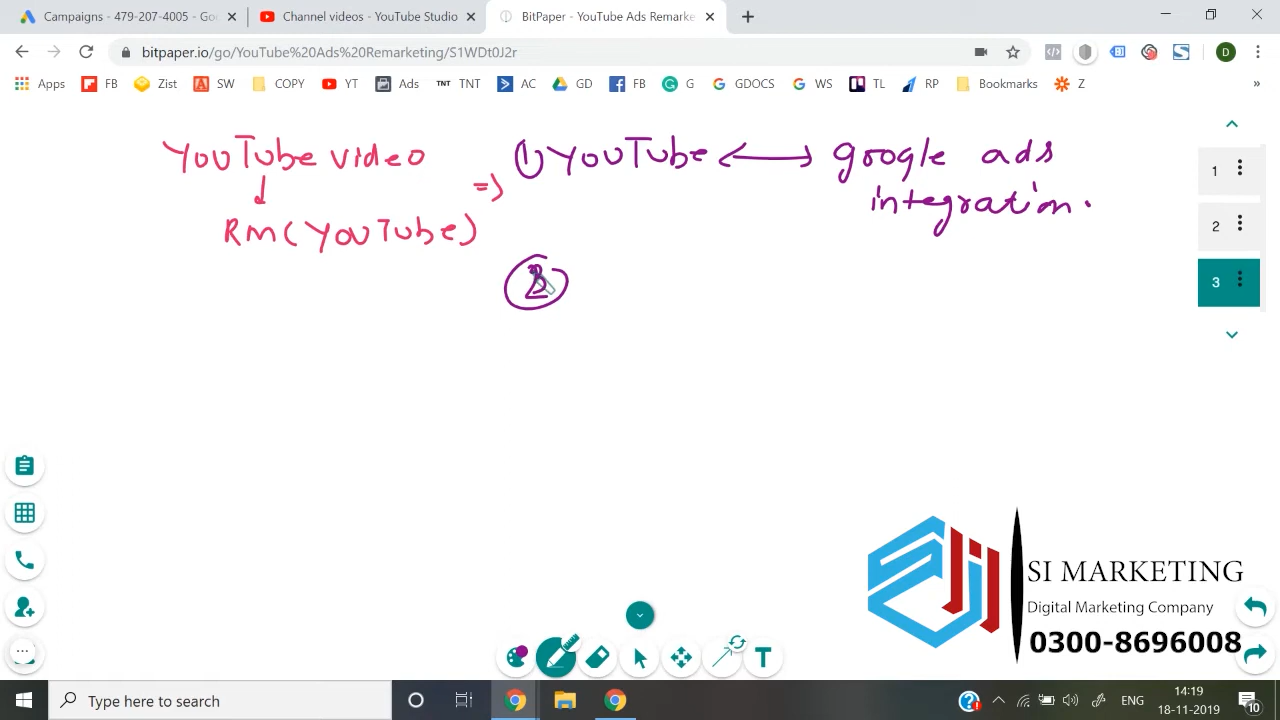 Campaigns - 479-207-4005 - Go
Channel videos - YouTube Studio
BitPaper - YouTube Ads Remarke
bitpaper.io/go/YouTube%20Ads%20Remarketing/S1WDt0J2r
D
Apps FB Zist SW COPY YT Ads TNT TNT AC GD FB G GDOCS WS TL RP Bookmarks Z »
YouTube video
↓
Rm(YouTube)
=>
1) YouTube <—> google ads
integration.
2
1
2
3
SI MARKETING
Digital Marketing Company
0300-8696008
T
Type here to search
ENG
14:19
18-11-2019
10